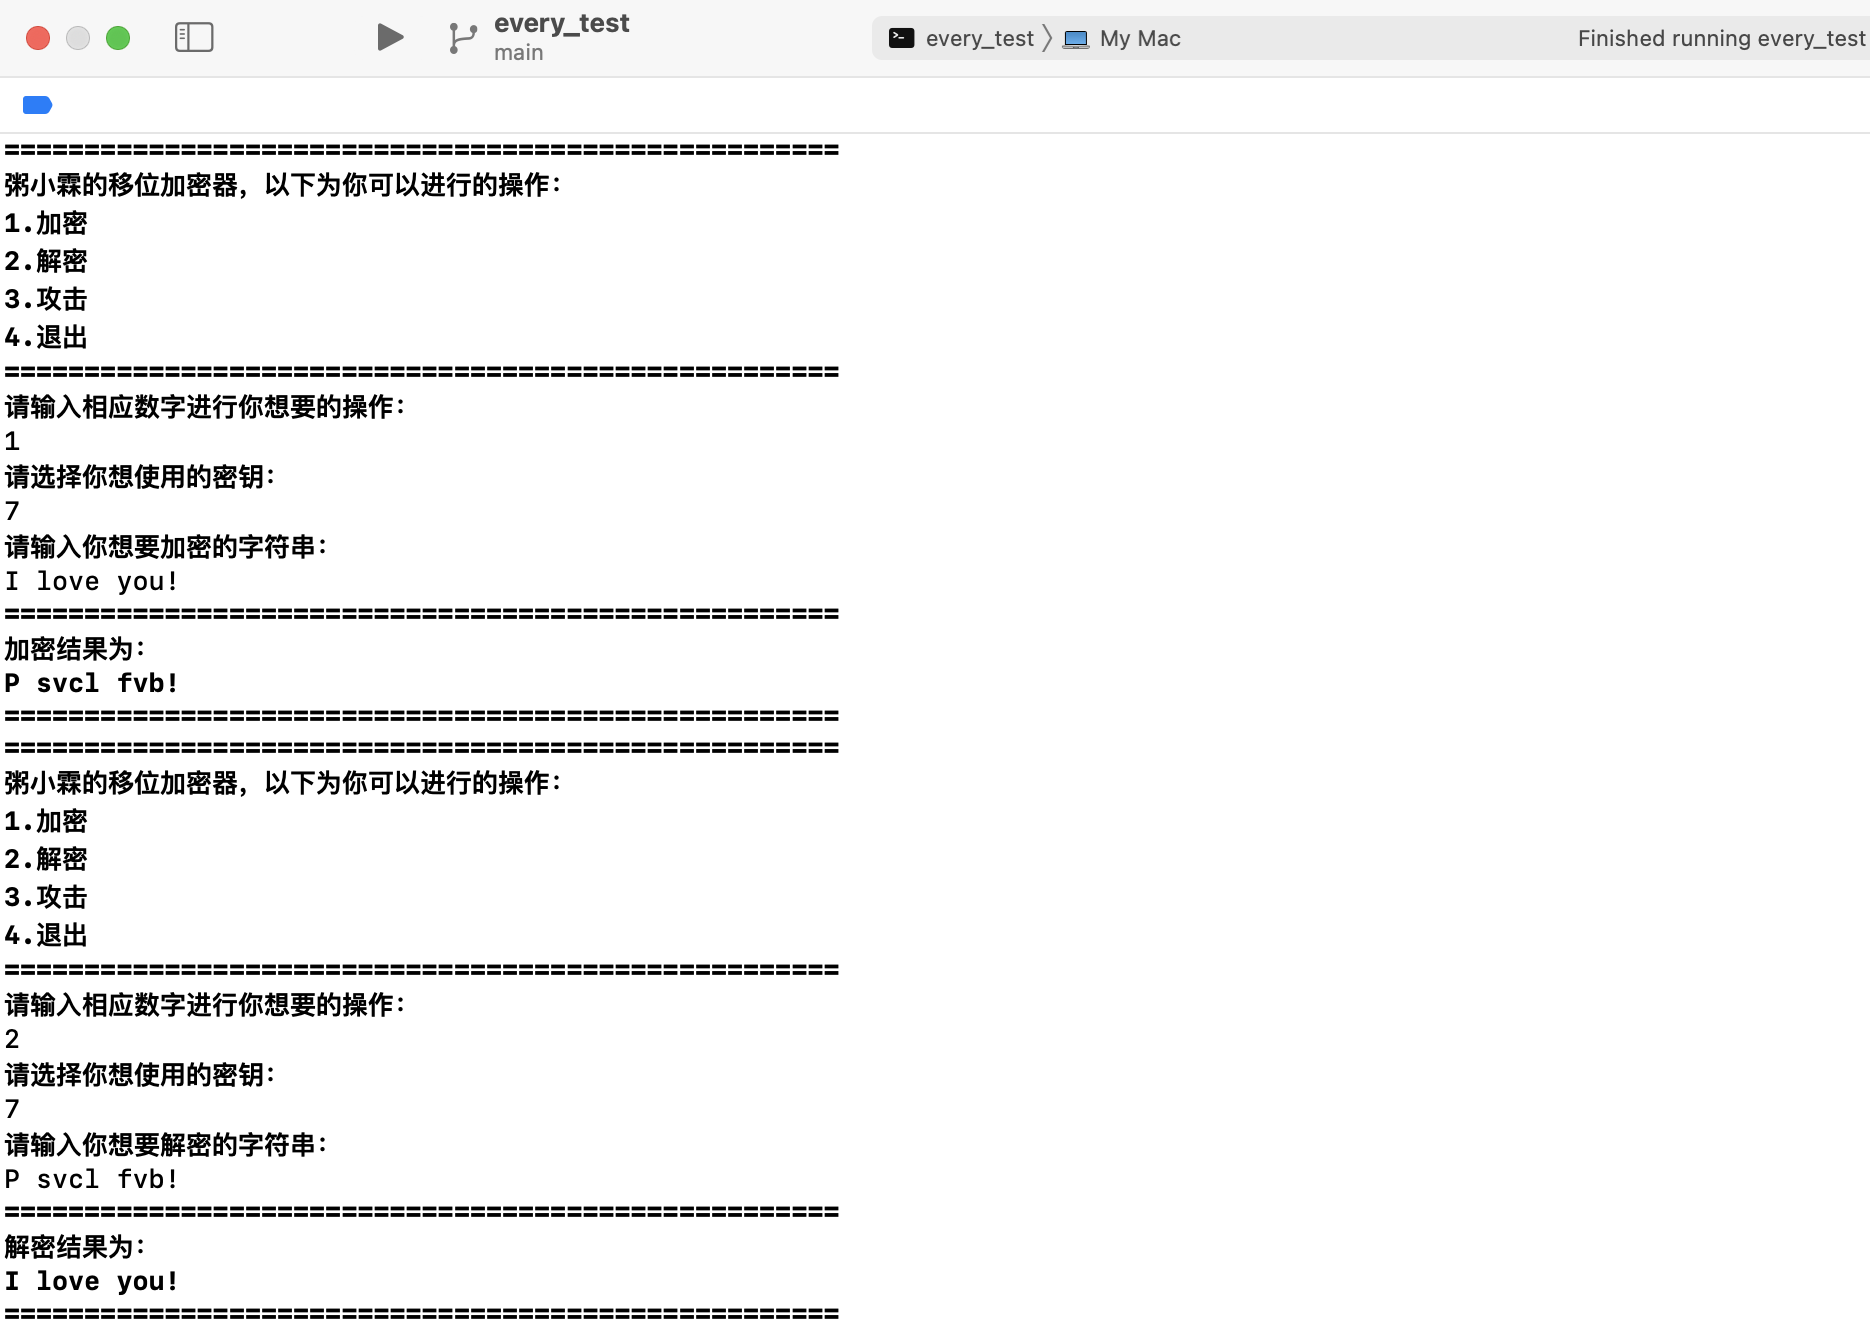 every_test
main
every_test 〉 My Mac
Finished running every_test
====================================================
粥小霖的移位加密器，以下为你可以进行的操作：
1.加密
2.解密
3.攻击
4.退出
====================================================
请输入相应数字进行你想要的操作：
1
请选择你想使用的密钥：
7
请输入你想要加密的字符串：
I love you!
====================================================
加密结果为：
P svcl fvb!
====================================================
====================================================
粥小霖的移位加密器，以下为你可以进行的操作：
1.加密
2.解密
3.攻击
4.退出
====================================================
请输入相应数字进行你想要的操作：
2
请选择你想使用的密钥：
7
请输入你想要解密的字符串：
P svcl fvb!
====================================================
解密结果为：
I love you!
====================================================